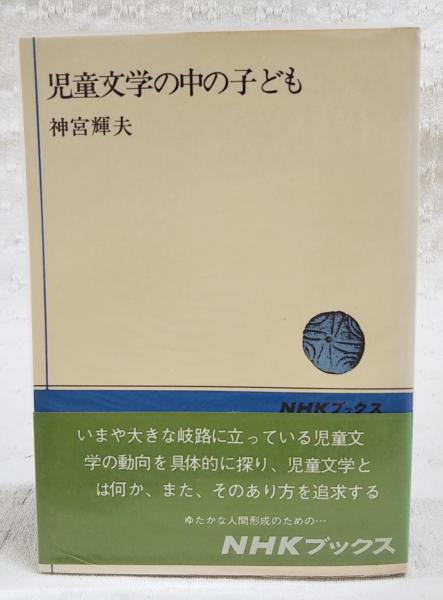 児童文学の中の子ども
神宮輝夫
NHKブックス
いまや大きな岐路に立っている児童文
学の動向を具体的に探り、児童文学と
は何か、また、そのあり方を追求する
ゆたかな人間形成のための…
NHKブックス